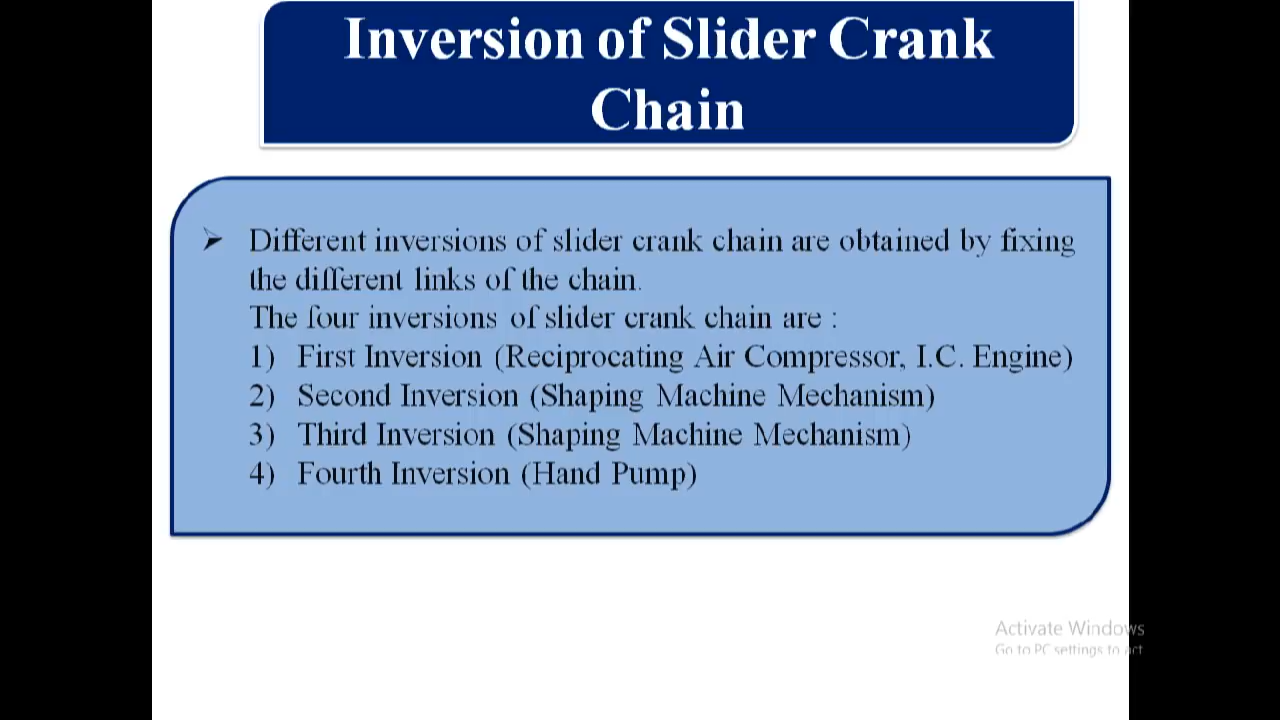 Inversion of Slider Crank
Chain
➤ Different inversions of slider crank chain are obtained by fixing
the different links of the chain.
The four inversions of slider crank chain are :
1) First Inversion (Reciprocating Air Compressor, I.C. Engine)
2) Second Inversion (Shaping Machine Mechanism)
3) Third Inversion (Shaping Machine Mechanism)
4) Fourth Inversion (Hand Pump)
Activate Windows
Go to PC settings to act